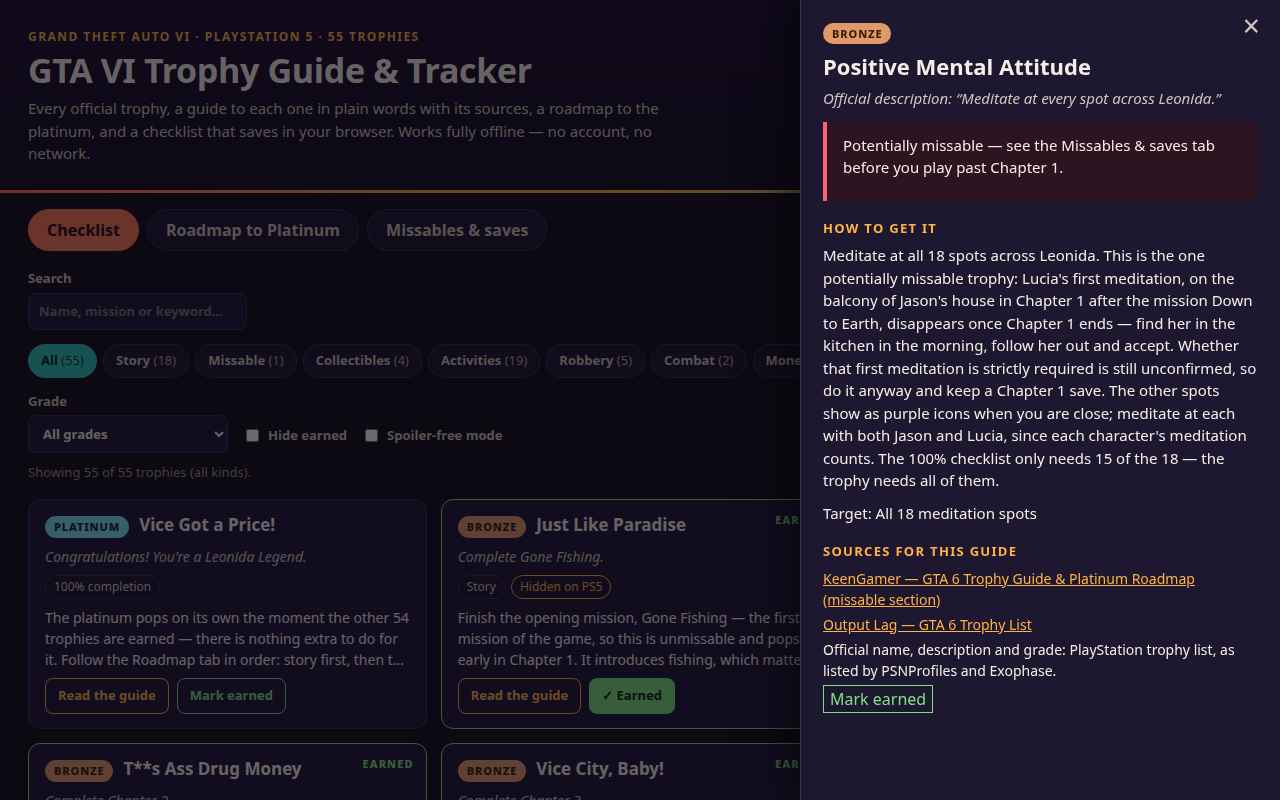 GRAND THEFT AUTO VI · PLAYSTATION 5 · 55 TROPHIES
GTA VI Trophy Guide & Tracker
Every official trophy, a guide to each one in plain words with its sources, a roadmap to the
platinum, and a checklist that saves in your browser. Works fully offline — no account, no
network.
Checklist
Roadmap to Platinum
Missables & saves
Search
Name, mission or keyword...
All (55)
Story (18)
Missable (1)
Collectibles (4)
Activities (19)
Robbery (5)
Combat (2)
Mone
Grade
All grades
Hide earned
Spoiler-free mode
Showing 55 of 55 trophies (all kinds).
PLATINUM
Vice Got a Price!
Congratulations! You're a Leonida Legend.
100% completion
The platinum pops on its own the moment the other 54
trophies are earned — there is nothing extra to do for
it. Follow the Roadmap tab in order: story first, then t...
Read the guide
Mark earned
BRONZE
Just Like Paradise
EAR
Complete Gone Fishing.
Story
Hidden on PS5
Finish the opening mission, Gone Fishing — the first
mission of the game, so this is unmissable and pops
early in Chapter 1. It introduces fishing, which matte
Read the guide
✓ Earned
BRONZE
T**s Ass Drug Money
EARNED
Complete Chapter 2.
BRONZE
Vice City, Baby!
EAR
Complete Chapter 3.
✕
BRONZE
Positive Mental Attitude
Official description: “Meditate at every spot across Leonida.”
Potentially missable — see the Missables & saves tab
before you play past Chapter 1.
HOW TO GET IT
Meditate at all 18 spots across Leonida. This is the one
potentially missable trophy: Lucia's first meditation, on the
balcony of Jason's house in Chapter 1 after the mission Down
to Earth, disappears once Chapter 1 ends — find her in the
kitchen in the morning, follow her out and accept. Whether
that first meditation is strictly required is still unconfirmed, so
do it anyway and keep a Chapter 1 save. The other spots
show as purple icons when you are close; meditate at each
with both Jason and Lucia, since each character's meditation
counts. The 100% checklist only needs 15 of the 18 — the
trophy needs all of them.
Target: All 18 meditation spots
SOURCES FOR THIS GUIDE
KeenGamer — GTA 6 Trophy Guide & Platinum Roadmap
(missable section)
Output Lag — GTA 6 Trophy List
Official name, description and grade: PlayStation trophy list, as
listed by PSNProfiles and Exophase.
Mark earned